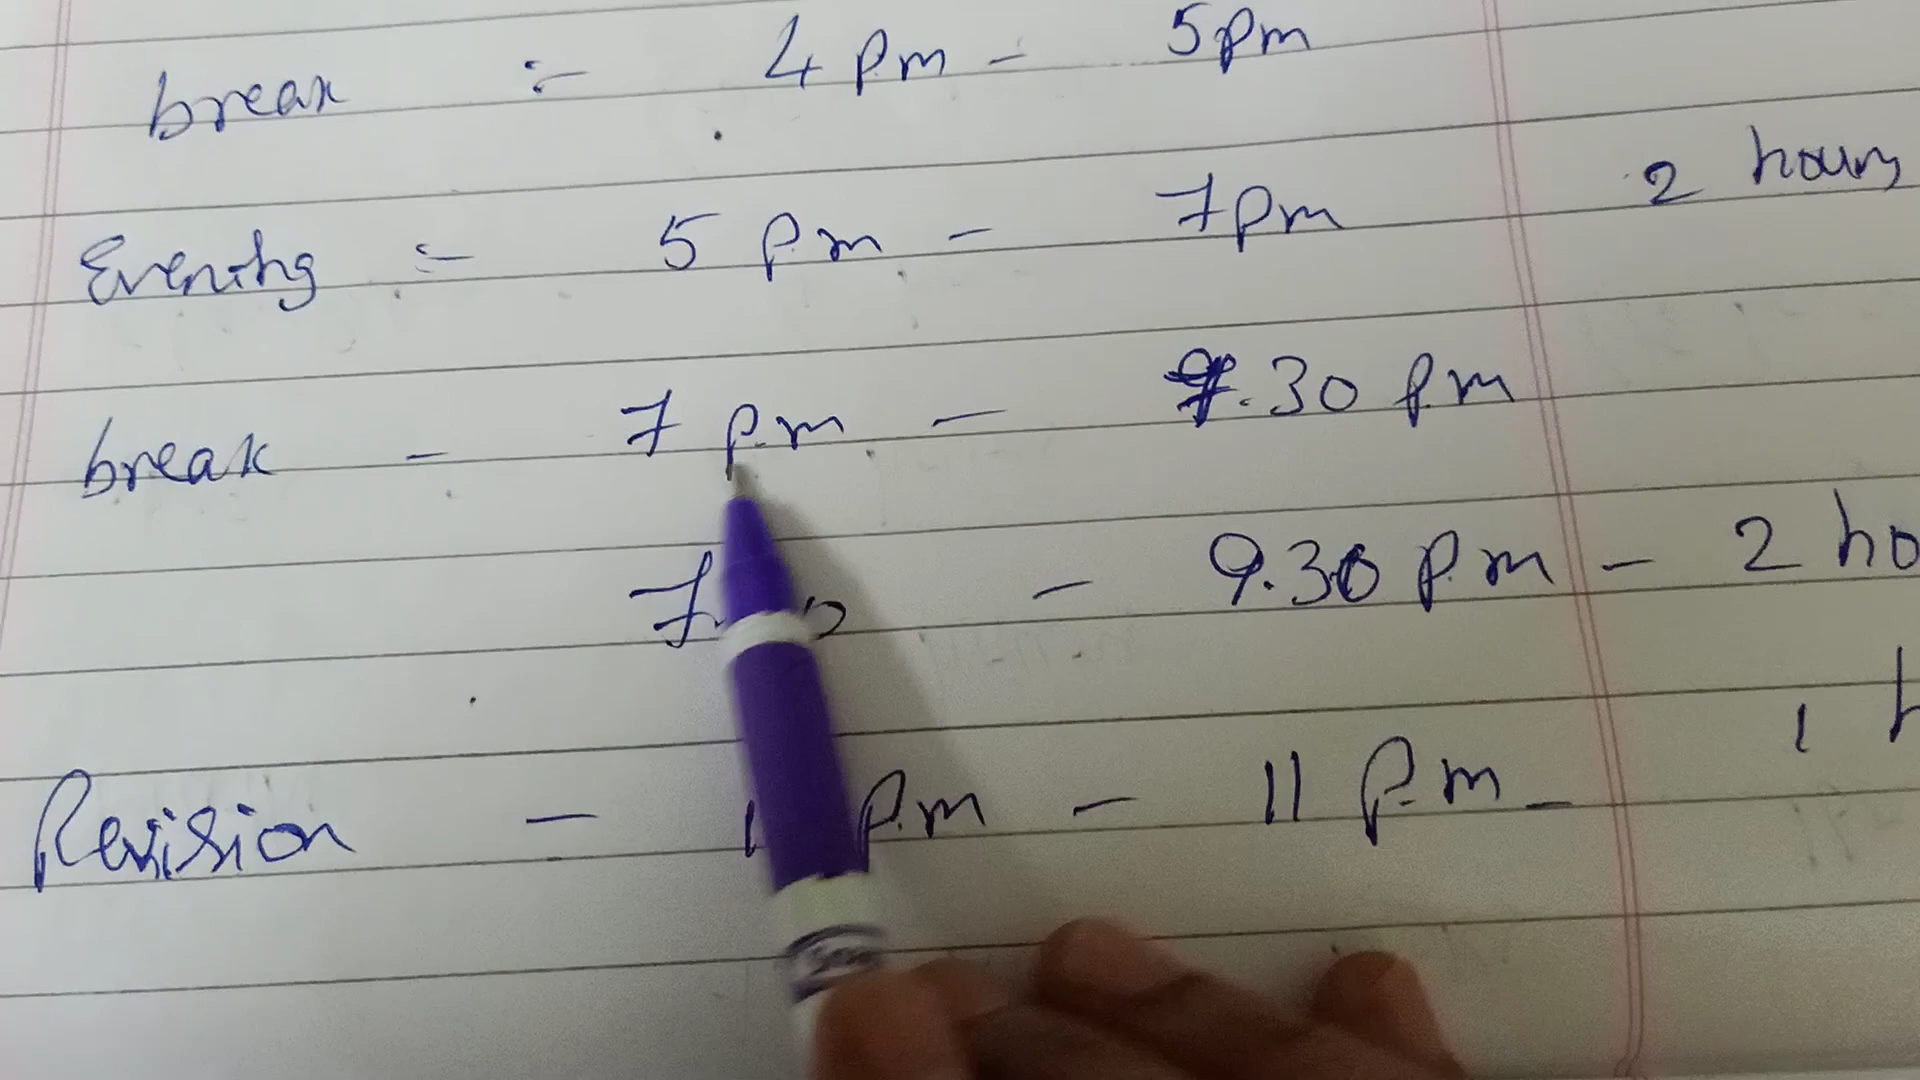 break :- 4 pm - 5pm
Evening :- 5 pm - 7pm 2 hours
break - 7 pm - 7.30 pm
- 9.30 pm - 2 ho
Revision - pm - 11 p.m - 1 h